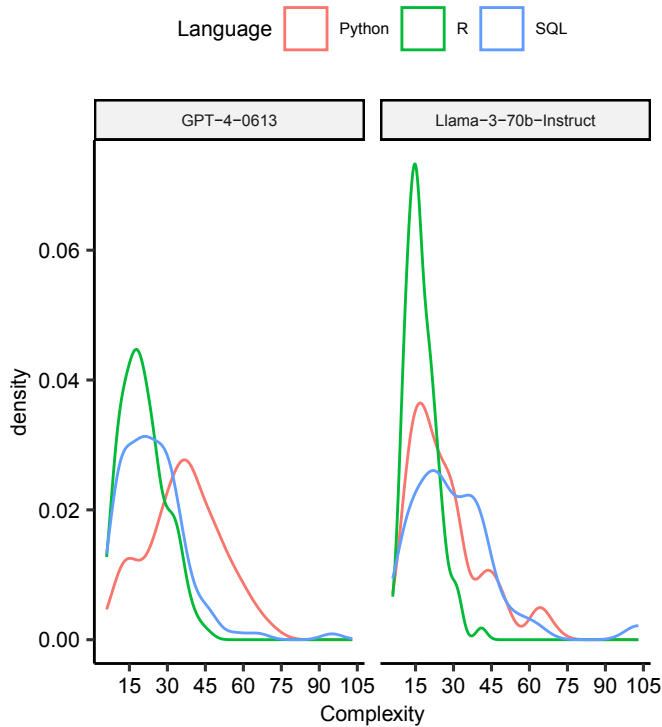 Language Python R SQL
GPT−4−0613 Llama−3−70b−Instruct
0.06
0.04
0.02
0.00
density
15 30 45 60 75 90 105 15 30 45 60 75 90 105
Complexity